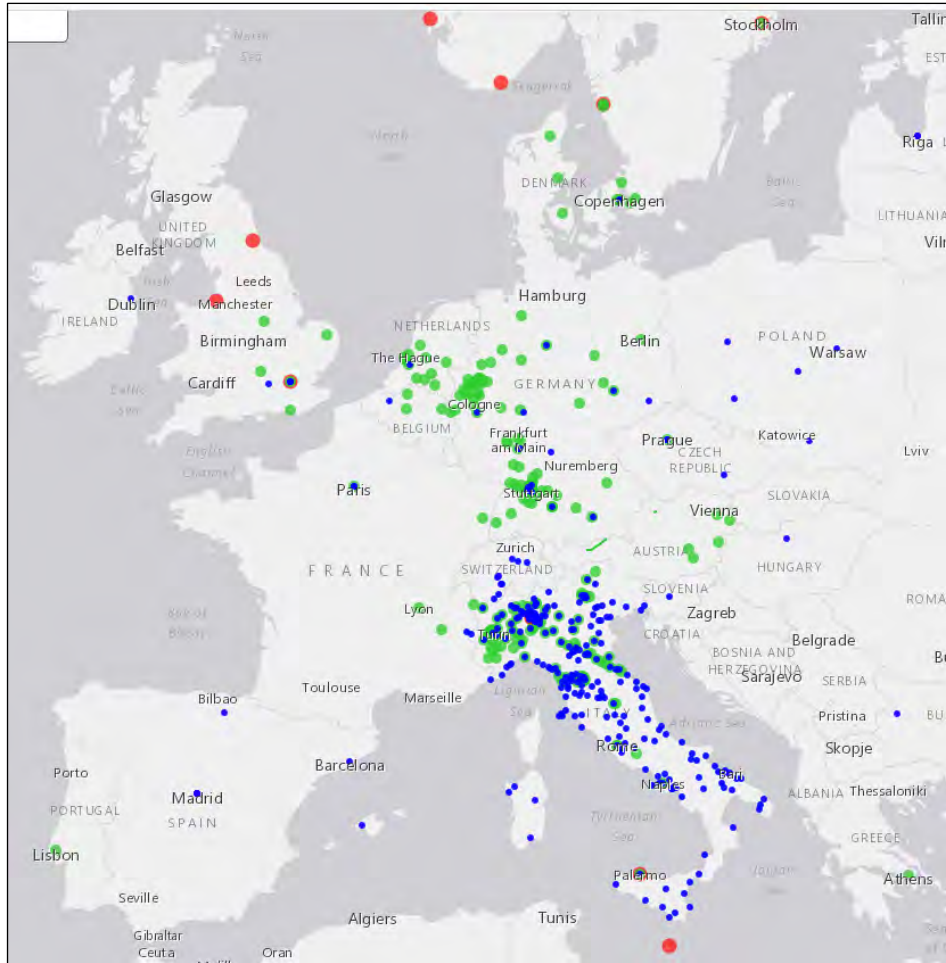 Stockholm
Tallin
North
Sea
EST
Skagerrak
Riga
North
Baltic
Sea
DENMARK
Copenhagen
LITHUANIA
Viln
Glasgow
UNITED
KINGDOM
Belfast
Irish
Leeds
Dublin
Manchester
IRELAND
Birmingham
Hamburg
NETHERLANDS
The Hague
Berlin
POLAND
Warsaw
Cardiff
Celtic
Sea
GERMANY
Cologne
BELGIUM
English
Channel
Frankfurt
am Main
Prague
Katowice
Lviv
CZECH
REPUBLIC
Nuremberg
Paris
Stuttgart
SLOVAKIA
Vienna
Zurich
AUSTRIA
SWITZERLAND
FRANCE
HUNGARY
SLOVENIA
Lyon
Zagreb
ROMA
Bay of
Biscay
Turin
CROATIA
Belgrade
BOSNIA AND
HERZEGOVINA
Sarajevo
SERBIA
Toulouse
Marseille
Ligurian
Sea
Bilbao
ITALY
Adriatic Sea
Pristina
BU
Rome
Skopje
Porto
Barcelona
Bari
Naples
Madrid
ALBANIA
Thessaloniki
PORTUGAL
SPAIN
Tyrrhenian
Sea
GREECE
Lisbon
Palermo
Ionian
Athens
Seville
Algiers
Tunis
Gibraltar
Ceuta
Oran